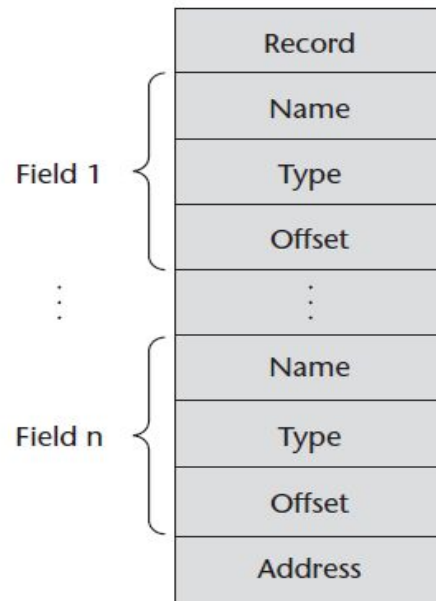 Record
Name
Field 1
Type
Offset
⋮ ⋮
Name
Field n
Type
Offset
Address